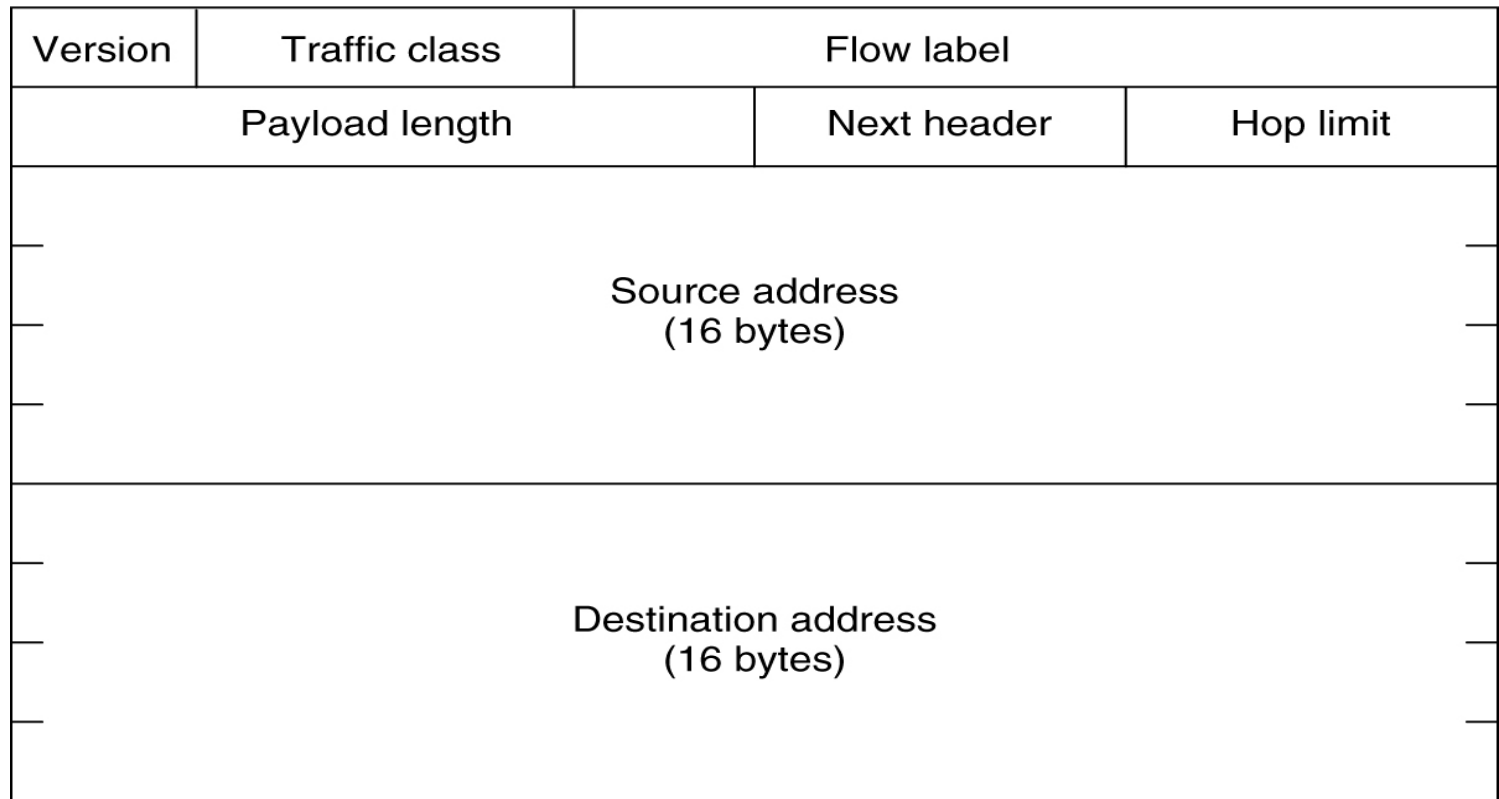 Version Traffic class Flow label
Payload length Next header Hop limit
Source address
(16 bytes)
Destination address
(16 bytes)